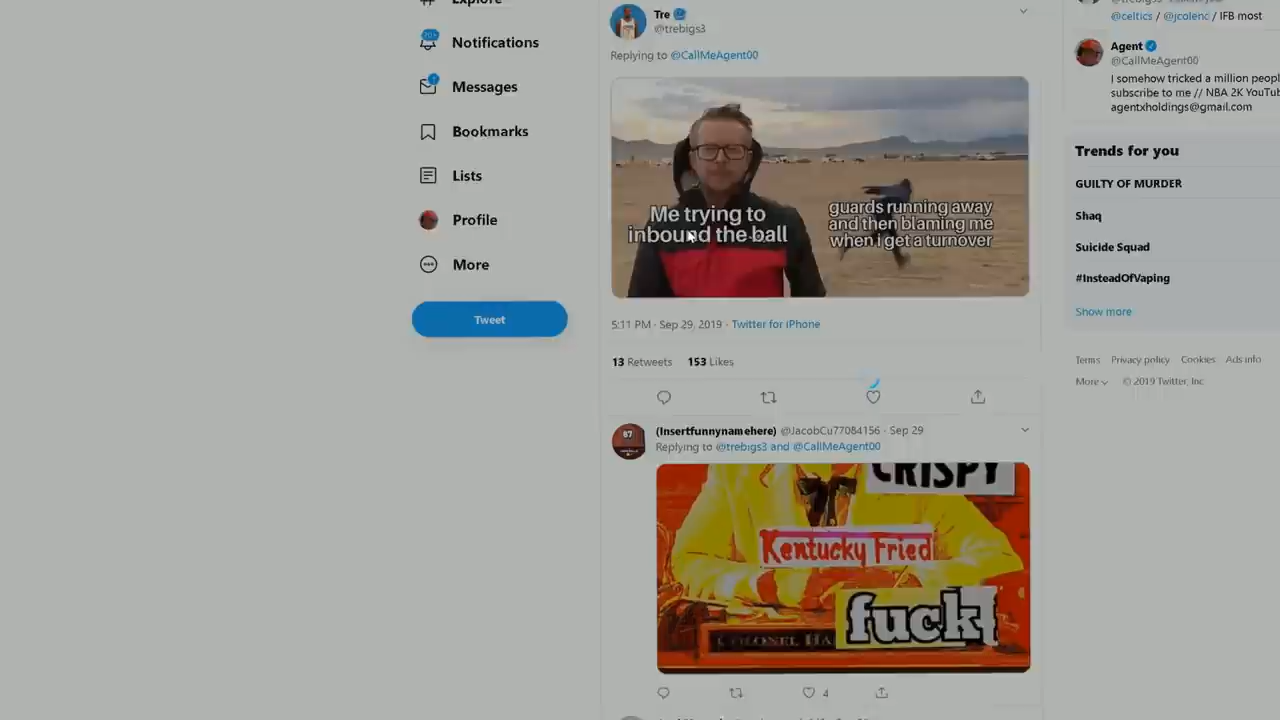 Explore
Notifications
Messages
Bookmarks
Lists
Profile
More
Tweet
Tre
@trebigs3
Replying to @CallMeAgent00
Me trying to
inbound the ball
guards running away
and then blaming me
when i get a turnover
5:11 PM · Sep 29, 2019 · Twitter for iPhone
13 Retweets 153 Likes
(Insertfunnynamehere) @JacobCu77084156 · Sep 29
Replying to @trebigs3 and @CallMeAgent00
CRISPY
Kentucky Fried
fuck
COLONEL HA
4
@celtics / @jcolenc / IFB most
Agent
@CallMeAgent00
I somehow tricked a million peopl
subscribe to me // NBA 2K YouTub
agentxholdings@gmail.com
Trends for you
GUILTY OF MURDER
Shaq
Suicide Squad
#InsteadOfVaping
Show more
Terms Privacy policy Cookies Ads info
More © 2019 Twitter, Inc.